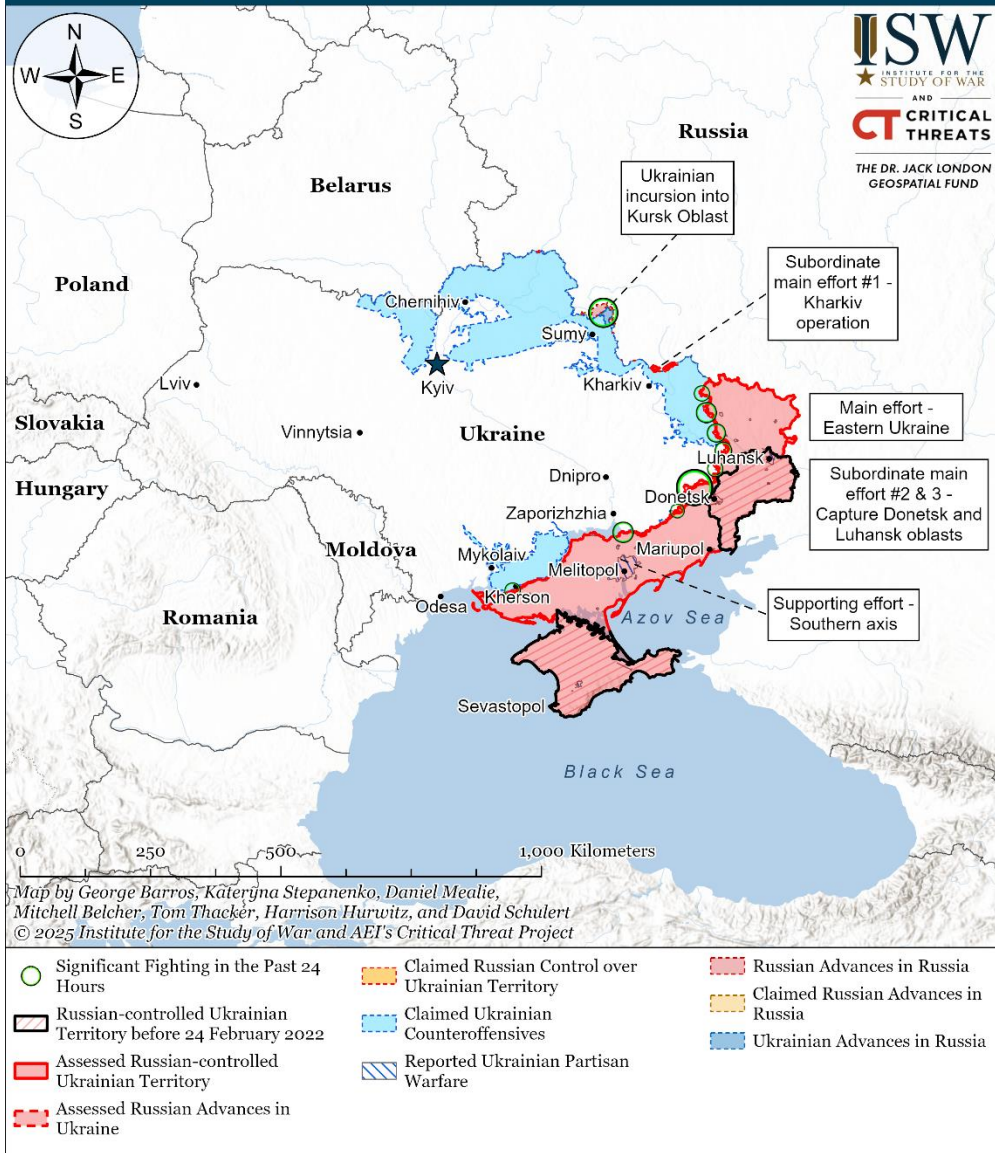 N
W
E
S
ISW
INSTITUTE FOR THE
STUDY OF WAR
AND
CT CRITICAL
THREATS
THE DR. JACK LONDON
GEOSPATIAL FUND
Russia
Belarus
Poland
Slovakia
Hungary
Romania
Moldova
Ukraine
Ukrainian
incursion into
Kursk Oblast
Subordinate
main effort #1 -
Kharkiv
operation
Main effort -
Eastern Ukraine
Subordinate main
effort #2 & 3 -
Capture Donetsk and
Luhansk oblasts
Supporting effort -
Southern axis
Chernihiv
Sumy
Kyiv
Kharkiv
Lviv
Vinnytsia
Luhansk
Dnipro
Donetsk
Zaporizhzhia
Mykolaiv
Mariupol
Melitopol
Kherson
Odesa
Azov Sea
Sevastopol
Black Sea
0
250
500
1,000 Kilometers
Map by George Barros, Kateryna Stepanenko, Daniel Mealie,
Mitchell Belcher, Tom Thacker, Harrison Hurwitz, and David Schulert
© 2025 Institute for the Study of War and AEI's Critical Threat Project
Significant Fighting in the Past 24
Hours
Russian-controlled Ukrainian
Territory before 24 February 2022
Assessed Russian-controlled
Ukrainian Territory
Assessed Russian Advances in
Ukraine
Claimed Russian Control over
Ukrainian Territory
Claimed Ukrainian
Counteroffensives
Reported Ukrainian Partisan
Warfare
Russian Advances in Russia
Claimed Russian Advances in
Russia
Ukrainian Advances in Russia